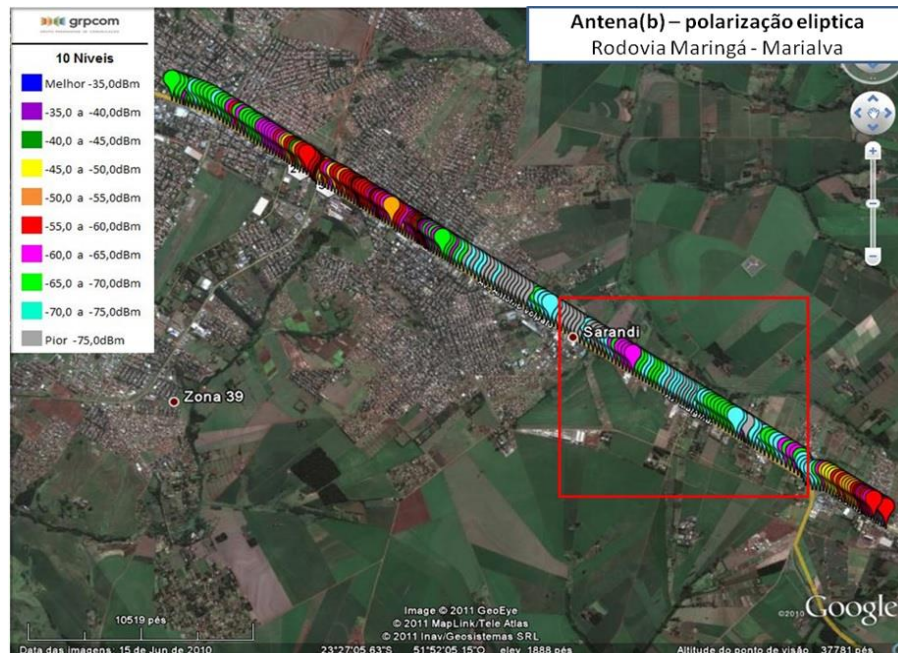 grpcom
Antena(b) – polarização eliptica
Rodovia Maringá - Marialva
10 Niveis
Melhor -35,0dBm
-35,0 a -40,0dBm
-40,0 a -45,0dBm
-45,0 a -50,0dBm
-50,0 a -55,0dBm
-55,0 a -60,0dBm
-60,0 a -65,0dBm
-65,0 a -70,0dBm
-70,0 a -75,0dBm
Pior -75,0dBm
Sarandi
Zona 39
10519 pés
Image © 2011 GeoEye
© 2011 MapLink/Tele Atlas
© 2011 Inav/Geosistemas SRL
©2010 Google
Data das imagens: 15 de Jun de 2010
23°27'05.63"S 51°52'05.15"O elev 1888 pés
Altitude do ponto de visão 37781 pés